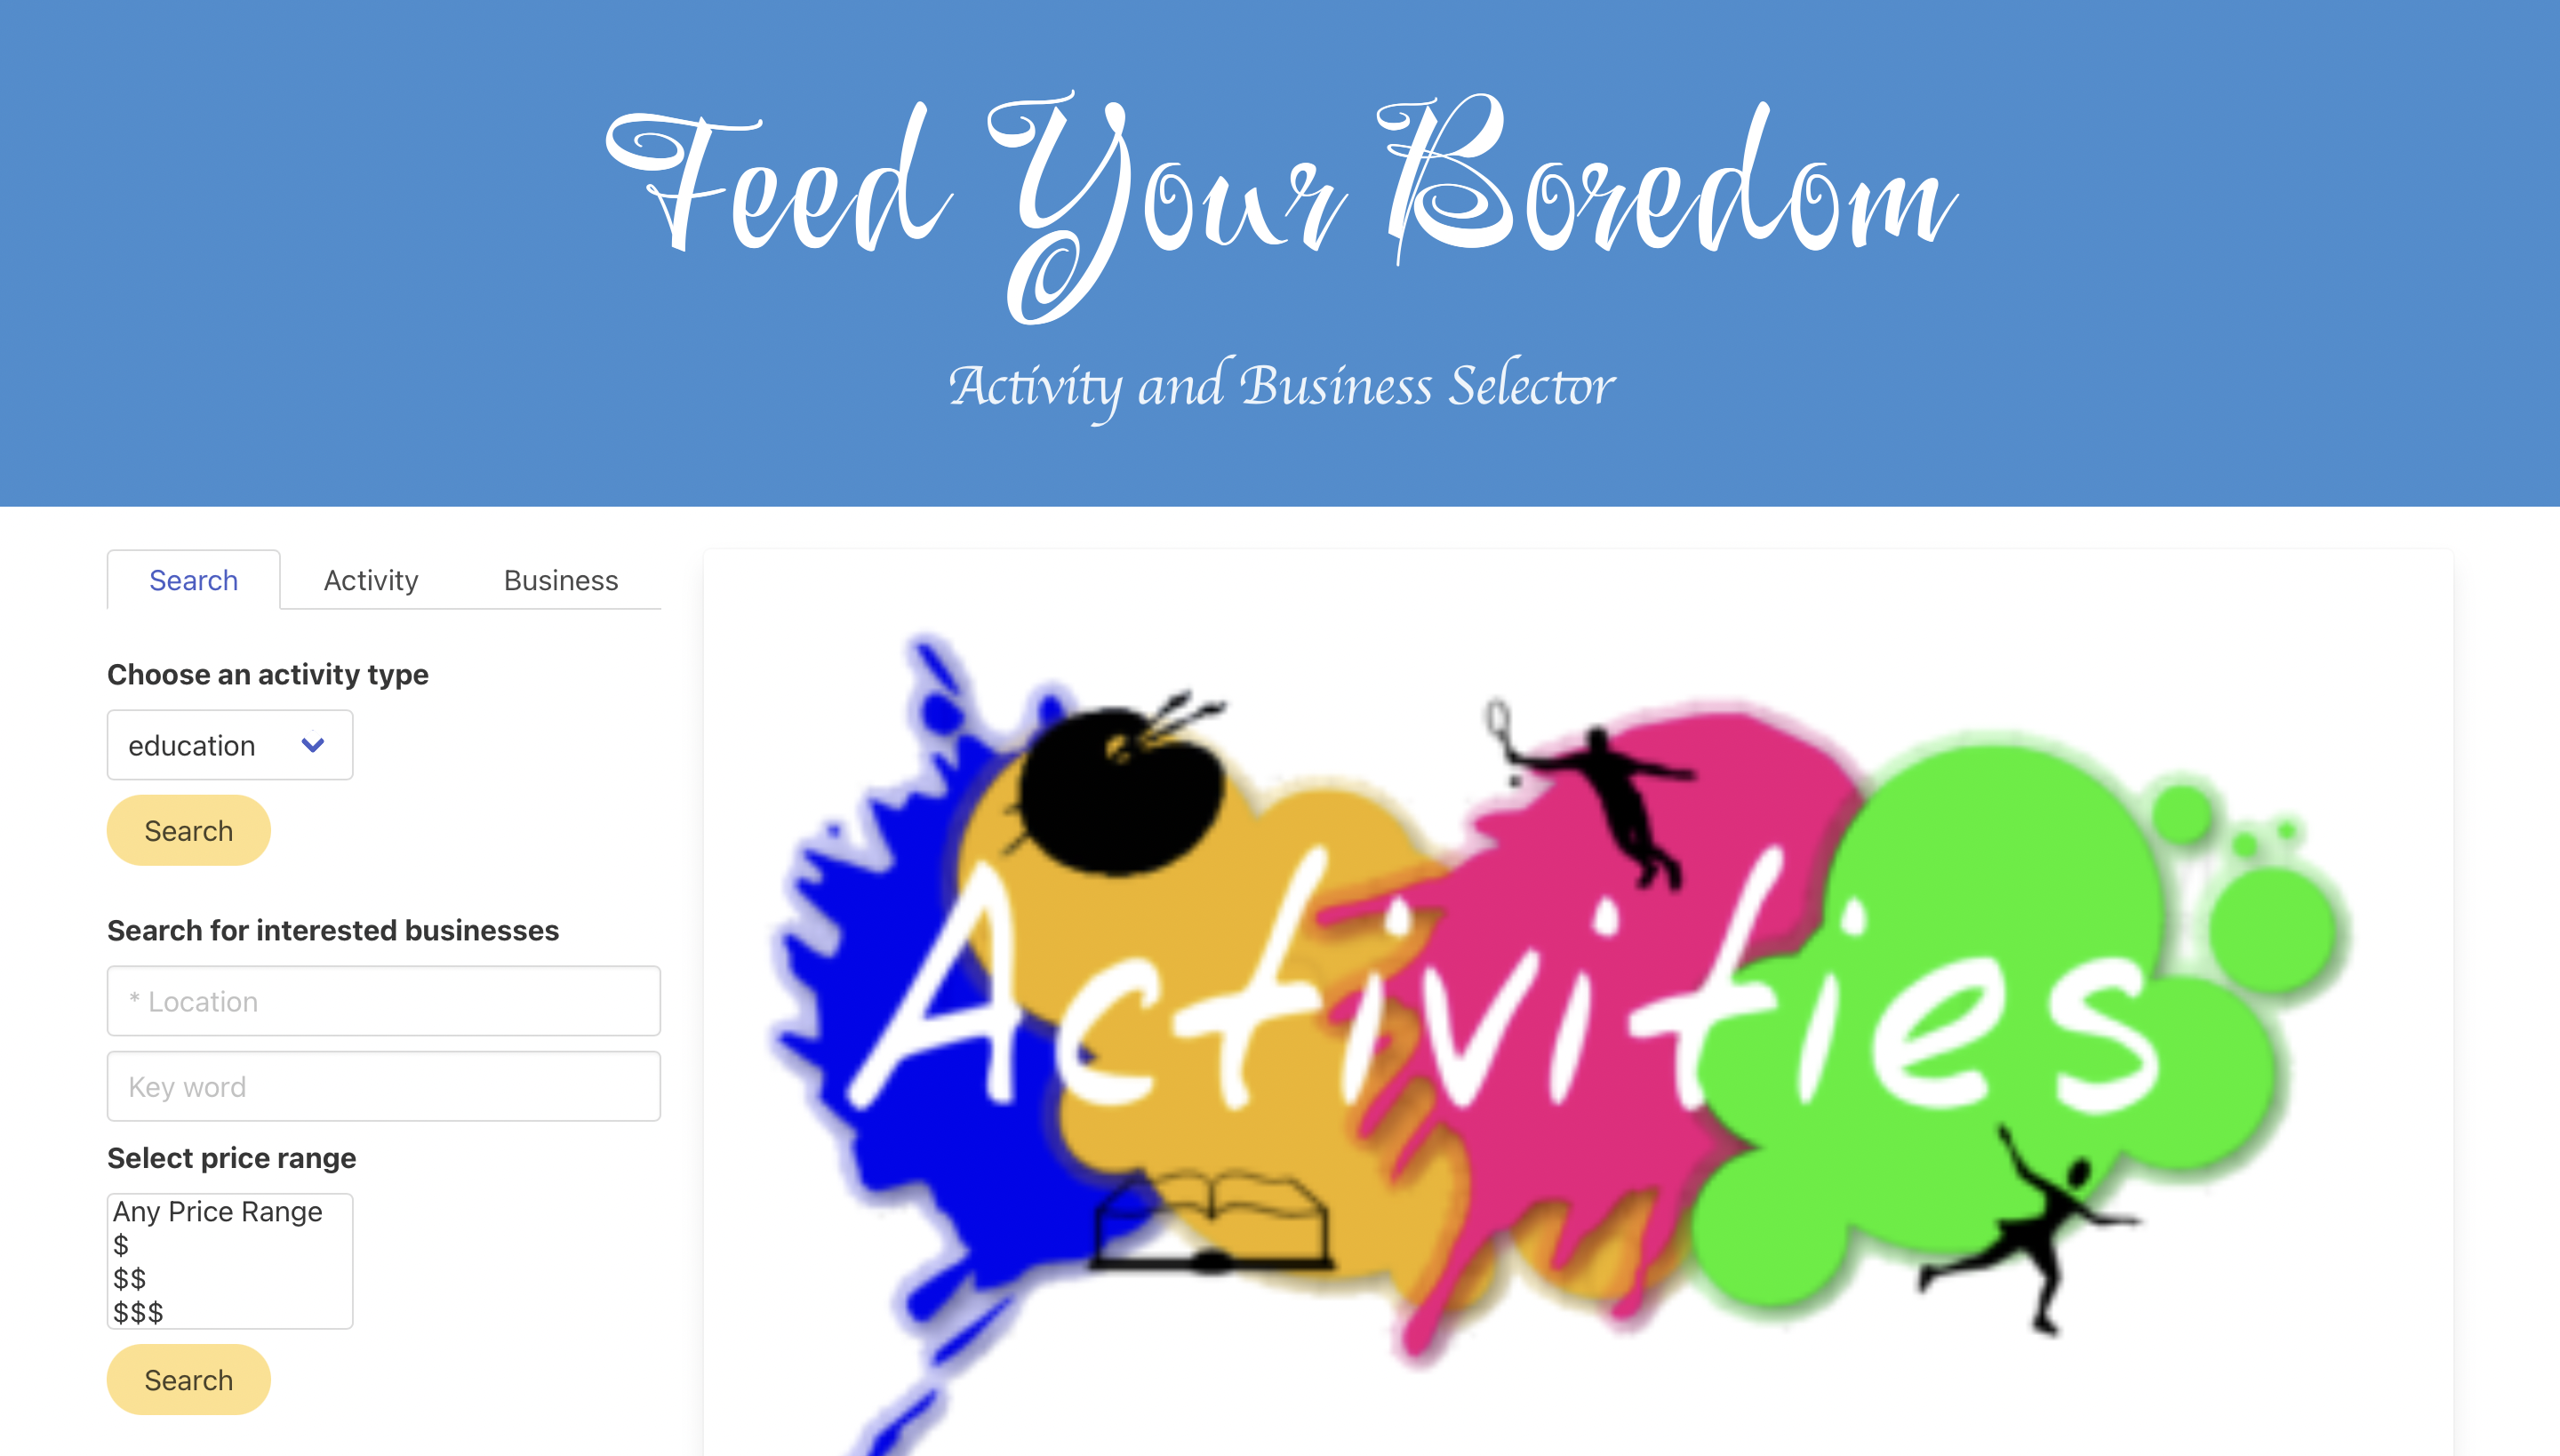 Feed Your Boredom
Activity and Business Selector
Search Activity Business
Choose an activity type
education
Search
Search for interested businesses
* Location
Key word
Select price range
Any Price Range
$
$$
$$$
Search
Activities